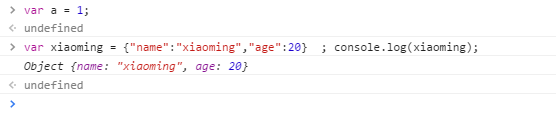 > var a = 1;
< undefined
> var xiaoming = {"name":"xiaoming","age":20}  ; console.log(xiaoming);
Object {name: "xiaoming", age: 20}
< undefined
>